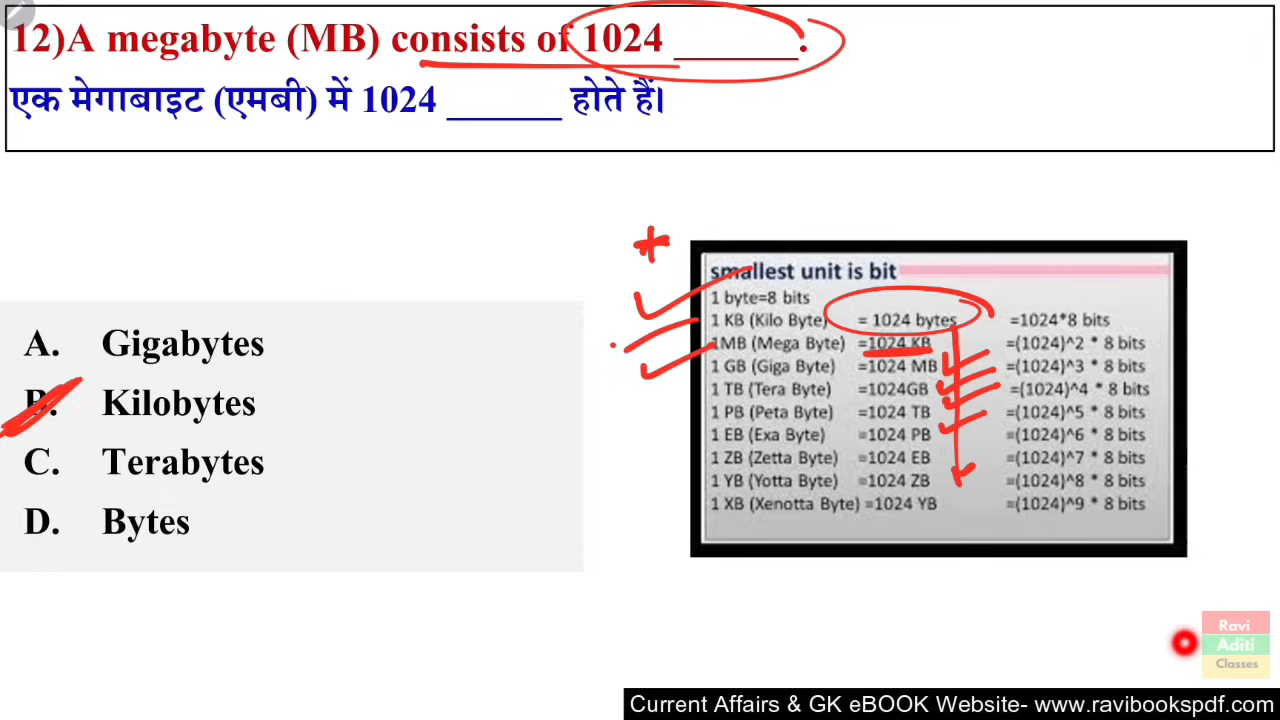 12)A megabyte (MB) consists of 1024 ______.
एक मेगाबाइट (एमबी) में 1024 ______ होते हैं।
A. Gigabytes
B. Kilobytes
C. Terabytes
D. Bytes
smallest unit is bit
1 byte=8 bits
1 KB (Kilo Byte) = 1024 bytes =1024*8 bits
1MB (Mega Byte) =1024 KB =(1024)^2 * 8 bits
1 GB (Giga Byte) =1024 MB =(1024)^3 * 8 bits
1 TB (Tera Byte) =1024GB =(1024)^4 * 8 bits
1 PB (Peta Byte) =1024 TB =(1024)^5 * 8 bits
1 EB (Exa Byte) =1024 PB =(1024)^6 * 8 bits
1 ZB (Zetta Byte) =1024 EB =(1024)^7 * 8 bits
1 YB (Yotta Byte) =1024 ZB =(1024)^8 * 8 bits
1 XB (Xenotta Byte) =1024 YB =(1024)^9 * 8 bits
Ravi
Aditi
Classes
Current Affairs & GK eBOOK Website- www.ravibookspdf.com